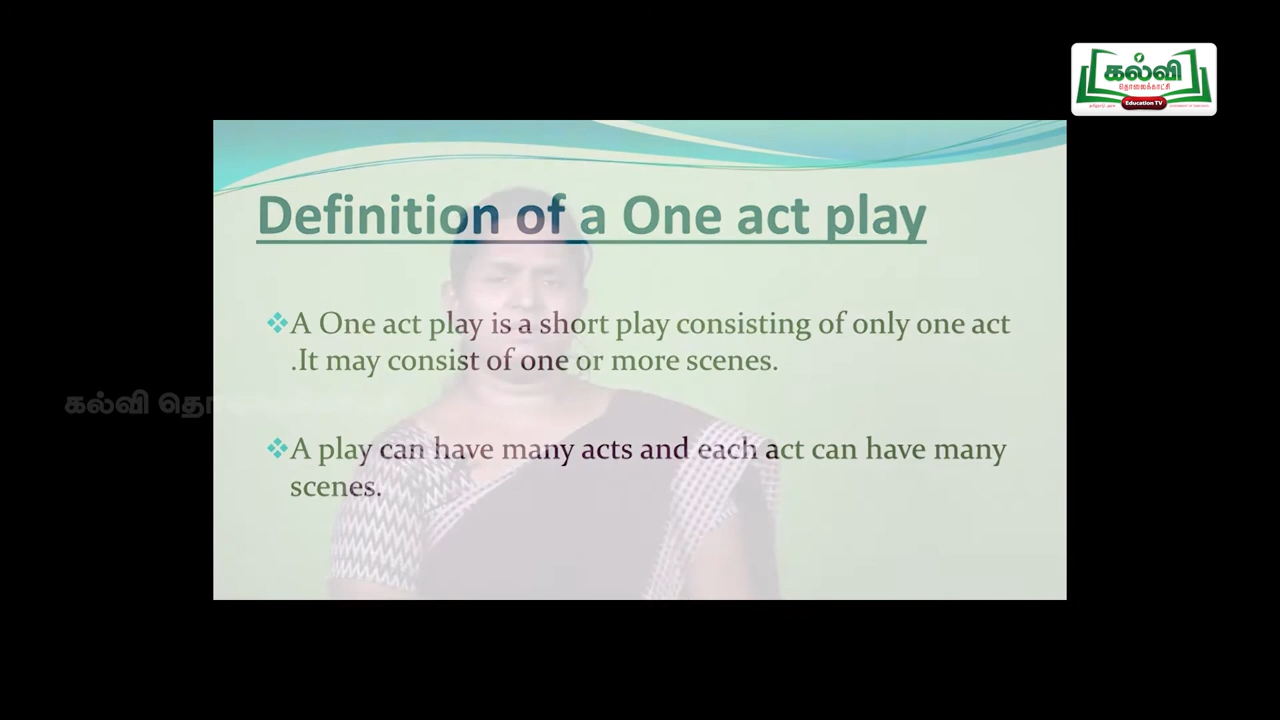 கல்வி
தொலைக்காட்சி
Education TV
Definition of a One act play
❖A One act play is a short play consisting of only one act
.It may consist of one or more scenes.
கல்வி
❖A play can have many acts and each act can have many
scenes.